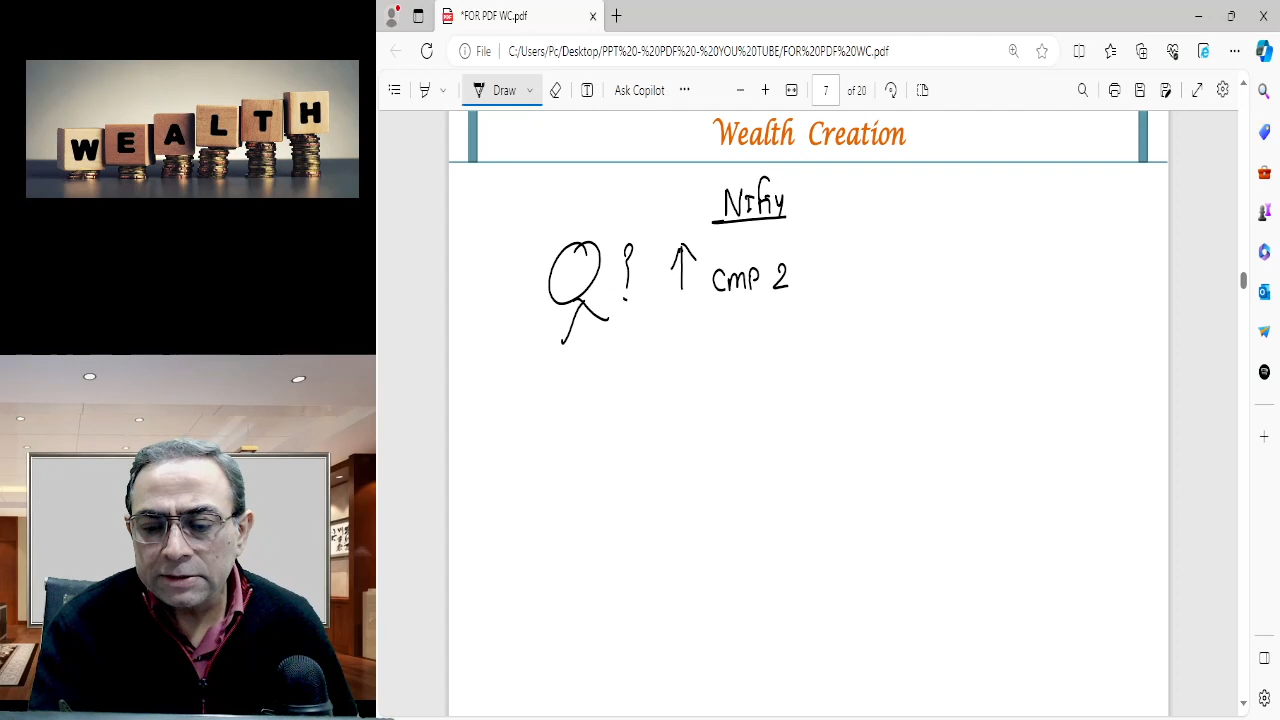 WEALTH
*FOR PDF WC.pdf
File C:/Users/Pc/Desktop/PPT%20-%20PDF%20-%20YOU%20TUBE/FOR%20PDF%20WC.pdf
Draw Ask Copilot 7 of 20
Wealth Creation
Nifty
? ↑ CMP 2